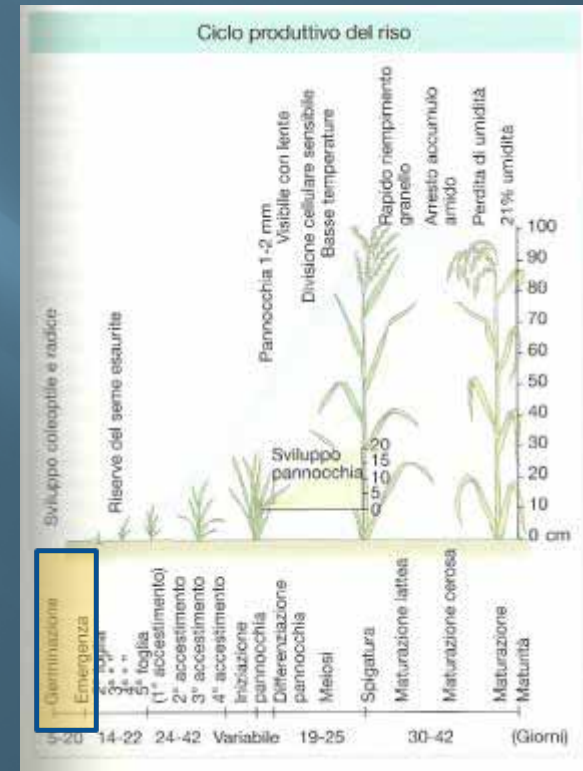 Ciclo produttivo del riso
Sviluppo coleoptile e radice
Riserve del seme esaurite
Pannocchia 1-2 mm
Visibile con lente
Divisione cellulare sensibile
Basse temperature
Rapido riempimento
granello
Arresto accumulo
amido
Perdita di umidità
21% umidità
100
90
80
70
60
50
40
30
20
10
0 cm
Sviluppo
pannocchia
20
15
10
5
0
Germinazione
Emergenza
3ª "
4ª "
5ª foglia
(1° accestimento)
2° accestimento
3° accestimento
4° accestimento
Iniziazione
pannocchia
Differenziazione
pannocchia
Meiosi
Spigatura
Maturazione lattea
Maturazione cerosa
Maturazione
Maturità
5-20 14-22 24-42 Variabile 19-25 30-42 (Giorni)